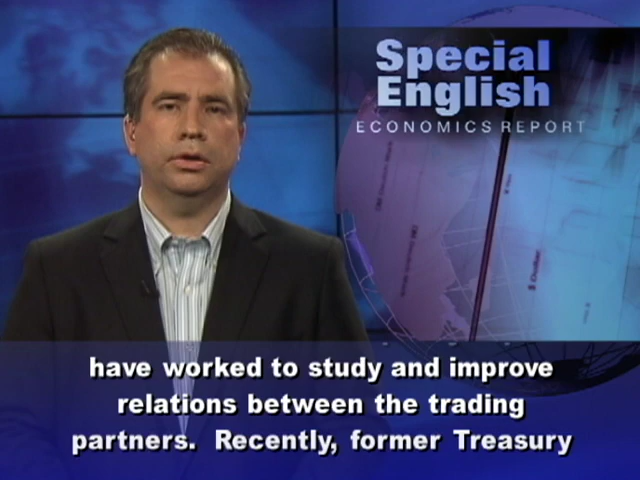 Special
English
ECONOMICS REPORT
have worked to study and improve
relations between the trading
partners. Recently, former Treasury